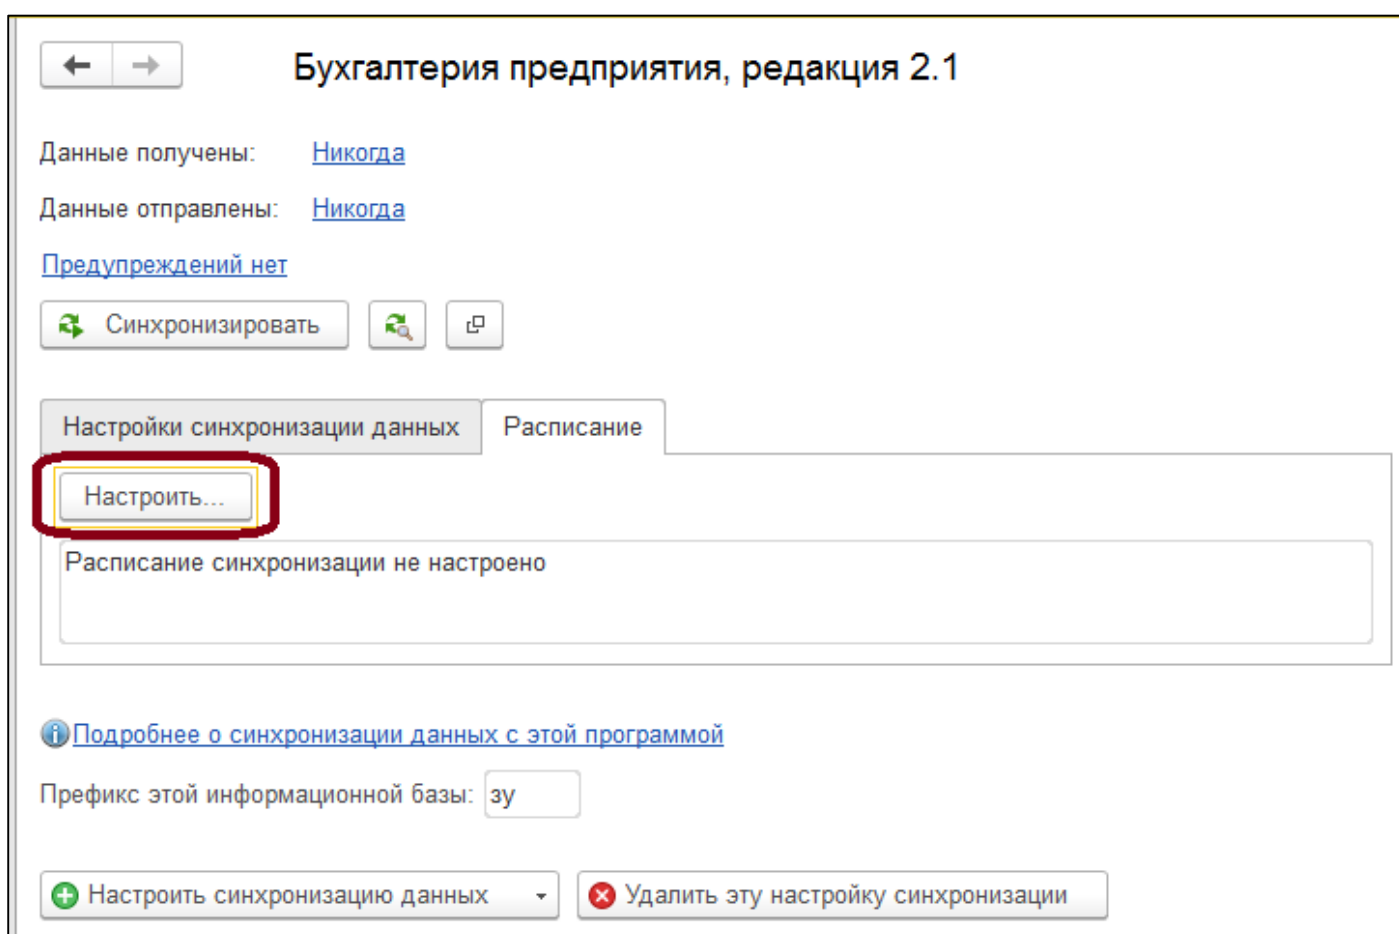 Бухгалтерия предприятия, редакция 2.1
Данные получены: Никогда
Данные отправлены: Никогда
Предупреждений нет
Синхронизировать
Настройки синхронизации данных Расписание
Настроить...
Расписание синхронизации не настроено
Подробнее о синхронизации данных с этой программой
Префикс этой информационной базы: зу
Настроить синхронизацию данных Удалить эту настройку синхронизации